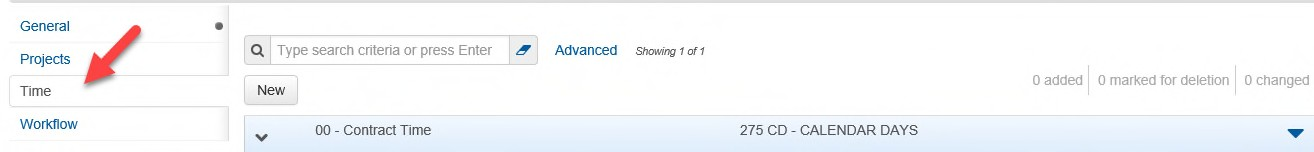 General
Projects
Time
Workflow
Type search criteria or press Enter Advanced Showing 1 of 1
New
0 added 0 marked for deletion 0 changed
00 - Contract Time 275 CD - CALENDAR DAYS